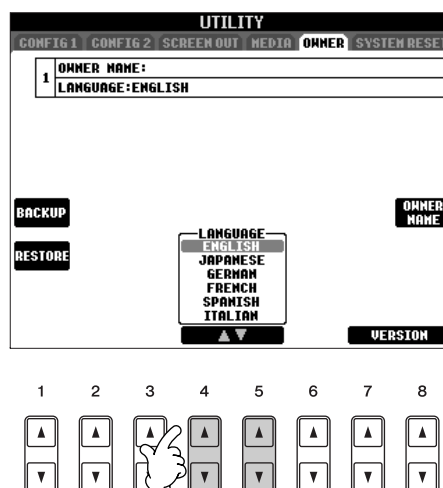 UTILITY
CONFIG 1 CONFIG 2 SCREEN OUT MEDIA OWNER SYSTEM RESET
1 OWNER NAME:
LANGUAGE:ENGLISH
BACKUP
OWNER NAME
RESTORE
LANGUAGE
ENGLISH
JAPANESE
GERMAN
FRENCH
SPANISH
ITALIAN
VERSION
1 2 3 4 5 6 7 8